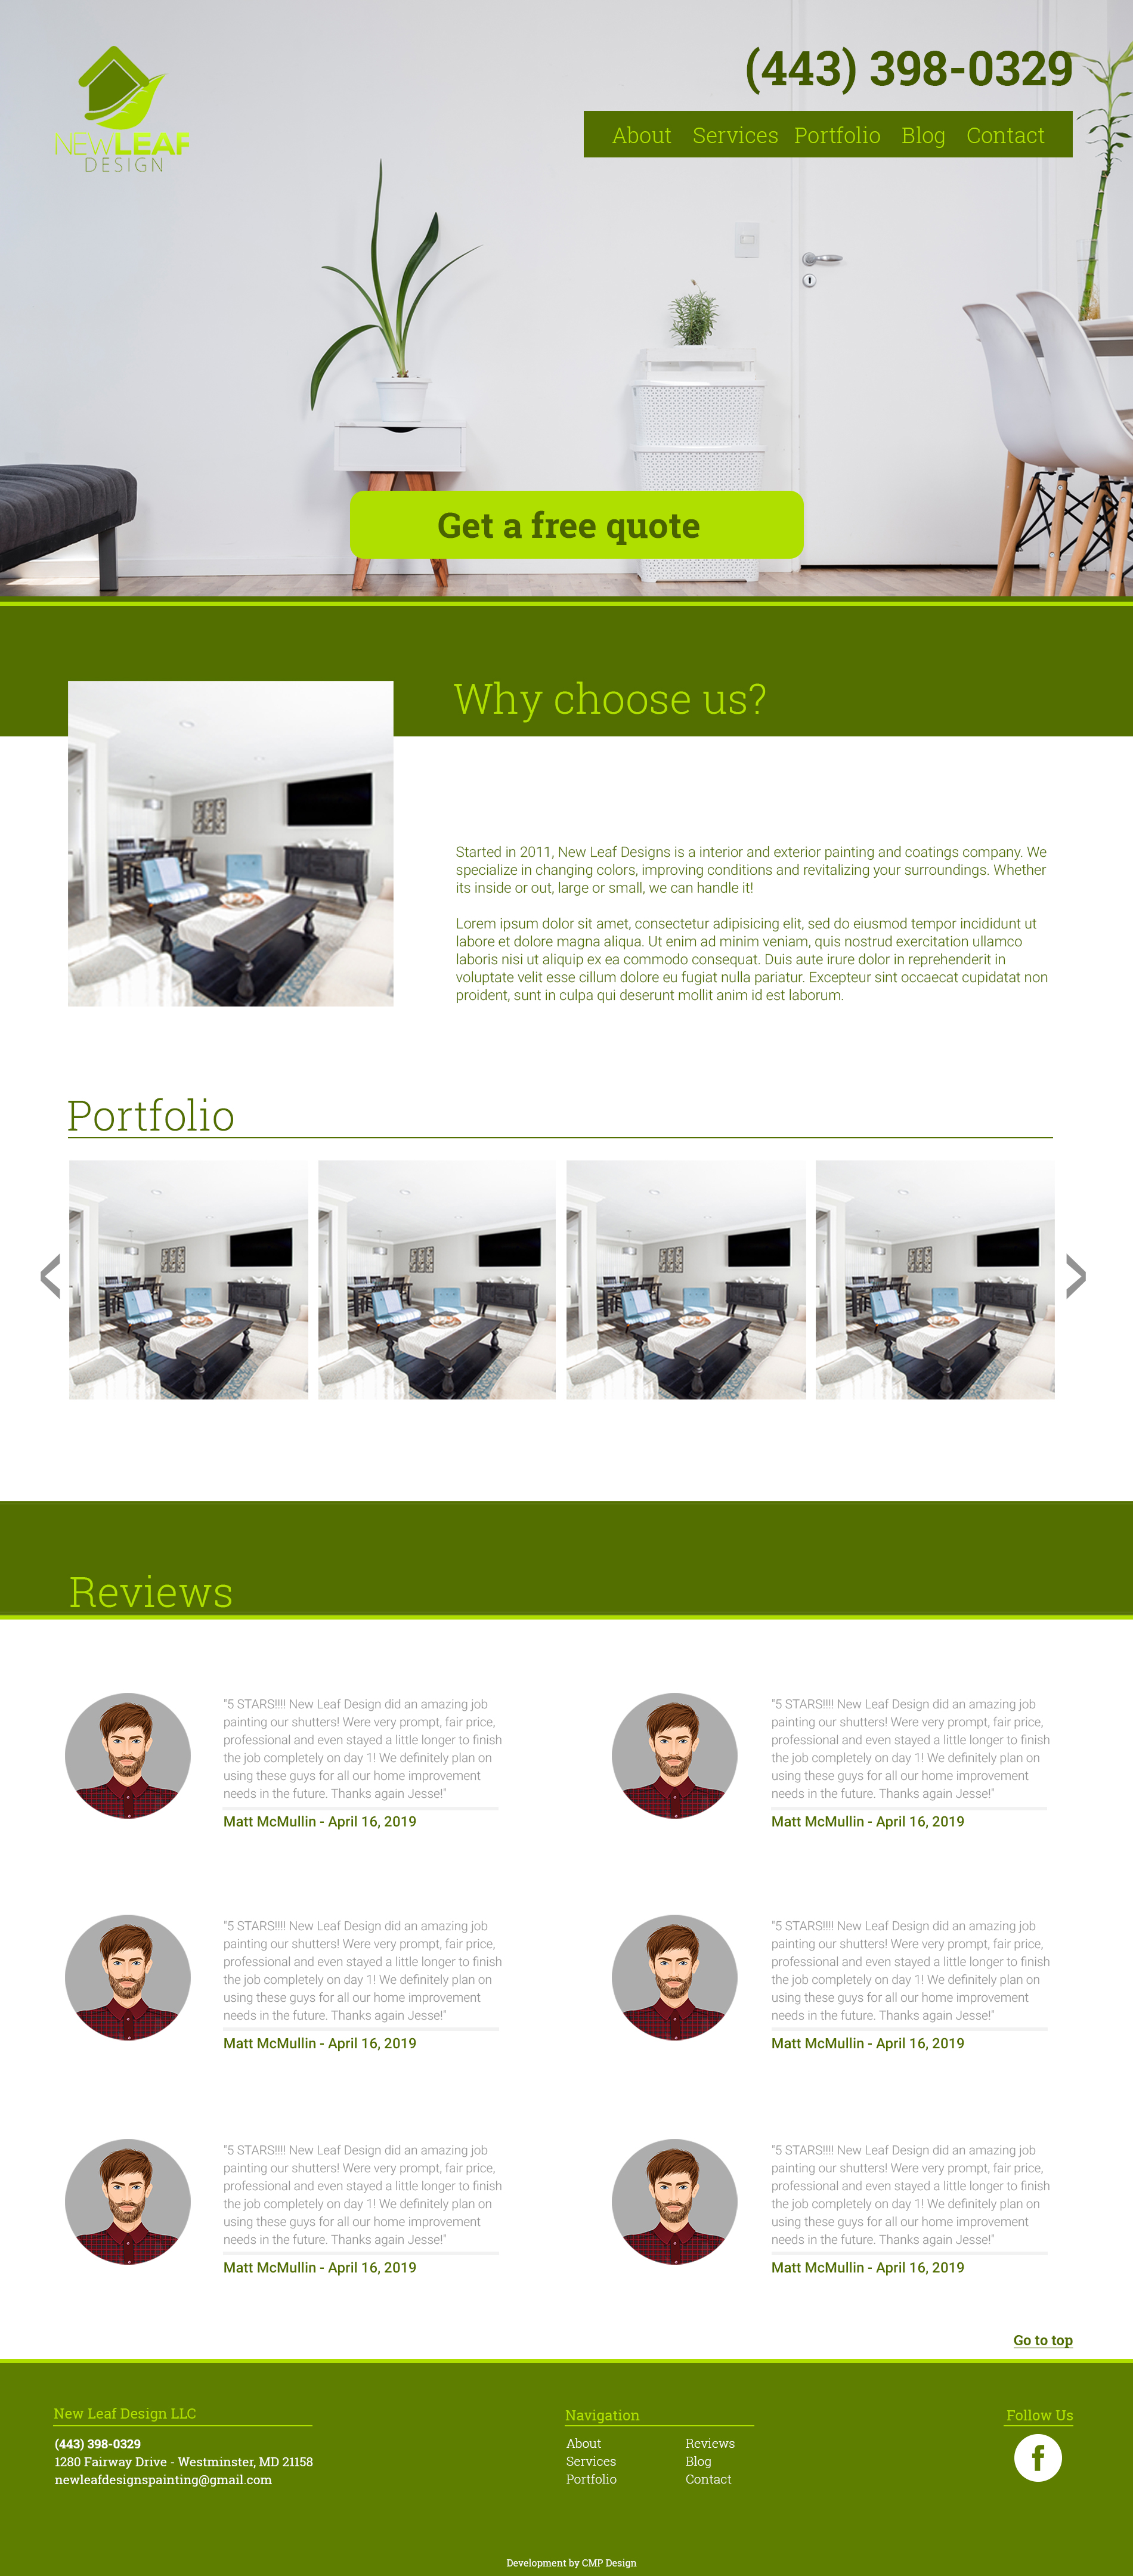 NEWLEAF
DESIGN
(443) 398-0329
About Services Portfolio Blog Contact
Get a free quote
Why choose us?
Started in 2011, New Leaf Designs is a interior and exterior painting and coatings company. We
specialize in changing colors, improving conditions and revitalizing your surroundings. Whether
its inside or out, large or small, we can handle it!
Lorem ipsum dolor sit amet, consectetur adipisicing elit, sed do eiusmod tempor incididunt ut
labore et dolore magna aliqua. Ut enim ad minim veniam, quis nostrud exercitation ullamco
laboris nisi ut aliquip ex ea commodo consequat. Duis aute irure dolor in reprehenderit in
voluptate velit esse cillum dolore eu fugiat nulla pariatur. Excepteur sint occaecat cupidatat non
proident, sunt in culpa qui deserunt mollit anim id est laborum.
Portfolio
Reviews
"5 STARS!!!! New Leaf Design did an amazing job
painting our shutters! Were very prompt, fair price,
professional and even stayed a little longer to finish
the job completely on day 1! We definitely plan on
using these guys for all our home improvement
needs in the future. Thanks again Jesse!"
Matt McMullin - April 16, 2019
"5 STARS!!!! New Leaf Design did an amazing job
painting our shutters! Were very prompt, fair price,
professional and even stayed a little longer to finish
the job completely on day 1! We definitely plan on
using these guys for all our home improvement
needs in the future. Thanks again Jesse!"
Matt McMullin - April 16, 2019
"5 STARS!!!! New Leaf Design did an amazing job
painting our shutters! Were very prompt, fair price,
professional and even stayed a little longer to finish
the job completely on day 1! We definitely plan on
using these guys for all our home improvement
needs in the future. Thanks again Jesse!"
Matt McMullin - April 16, 2019
"5 STARS!!!! New Leaf Design did an amazing job
painting our shutters! Were very prompt, fair price,
professional and even stayed a little longer to finish
the job completely on day 1! We definitely plan on
using these guys for all our home improvement
needs in the future. Thanks again Jesse!"
Matt McMullin - April 16, 2019
"5 STARS!!!! New Leaf Design did an amazing job
painting our shutters! Were very prompt, fair price,
professional and even stayed a little longer to finish
the job completely on day 1! We definitely plan on
using these guys for all our home improvement
needs in the future. Thanks again Jesse!"
Matt McMullin - April 16, 2019
"5 STARS!!!! New Leaf Design did an amazing job
painting our shutters! Were very prompt, fair price,
professional and even stayed a little longer to finish
the job completely on day 1! We definitely plan on
using these guys for all our home improvement
needs in the future. Thanks again Jesse!"
Matt McMullin - April 16, 2019
Go to top
New Leaf Design LLC
(443) 398-0329
1280 Fairway Drive - Westminster, MD 21158
newleafdesignspainting@gmail.com
Navigation
About
Services
Portfolio
Reviews
Blog
Contact
Follow Us
f
Development by CMP Design